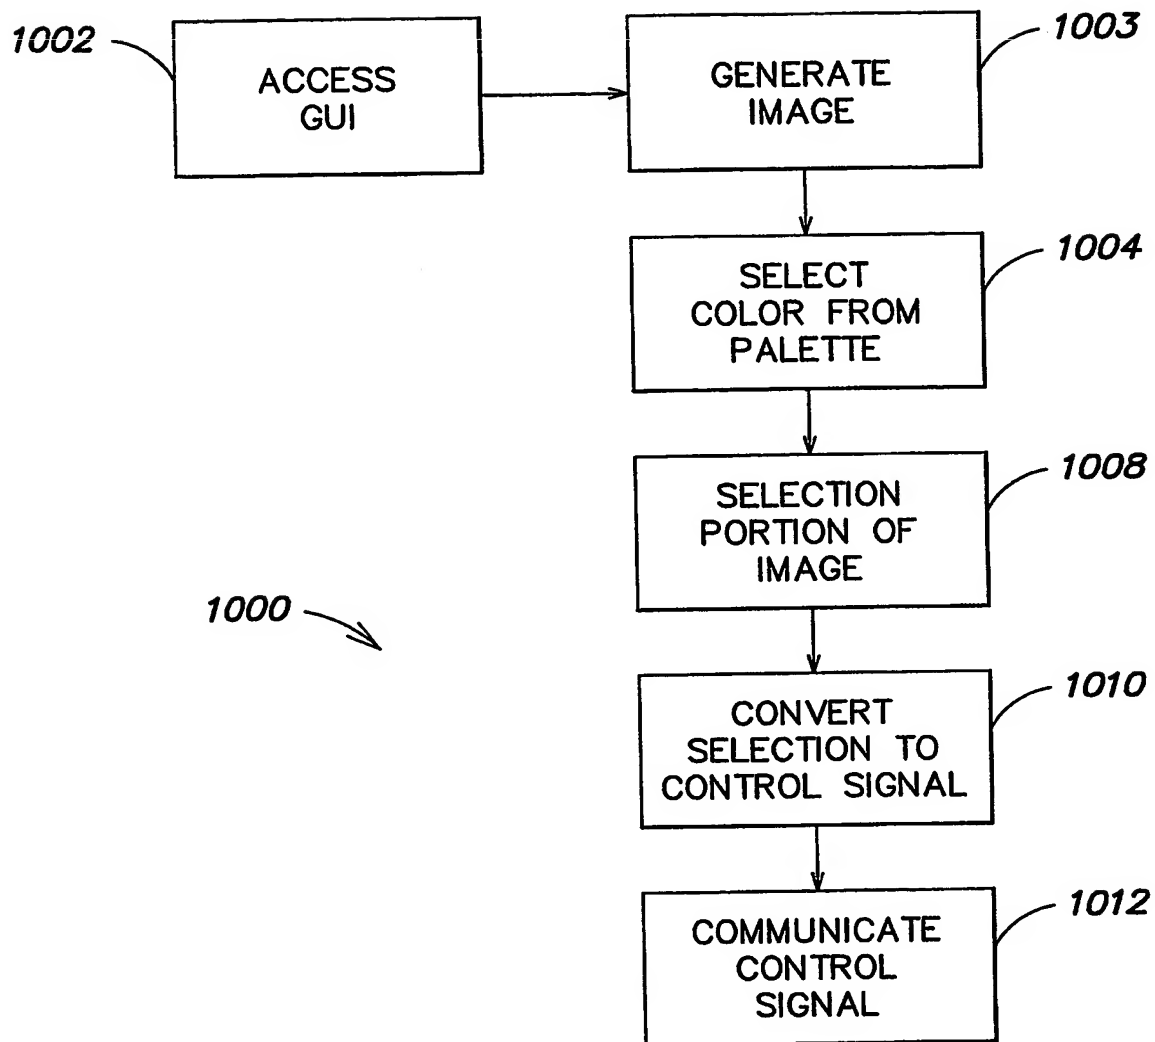 1002
ACCESS
GUI
1003
GENERATE
IMAGE
1004
SELECT
COLOR FROM
PALETTE
1008
SELECTION
PORTION OF
IMAGE
1000
1010
CONVERT
SELECTION TO
CONTROL SIGNAL
1012
COMMUNICATE
CONTROL
SIGNAL